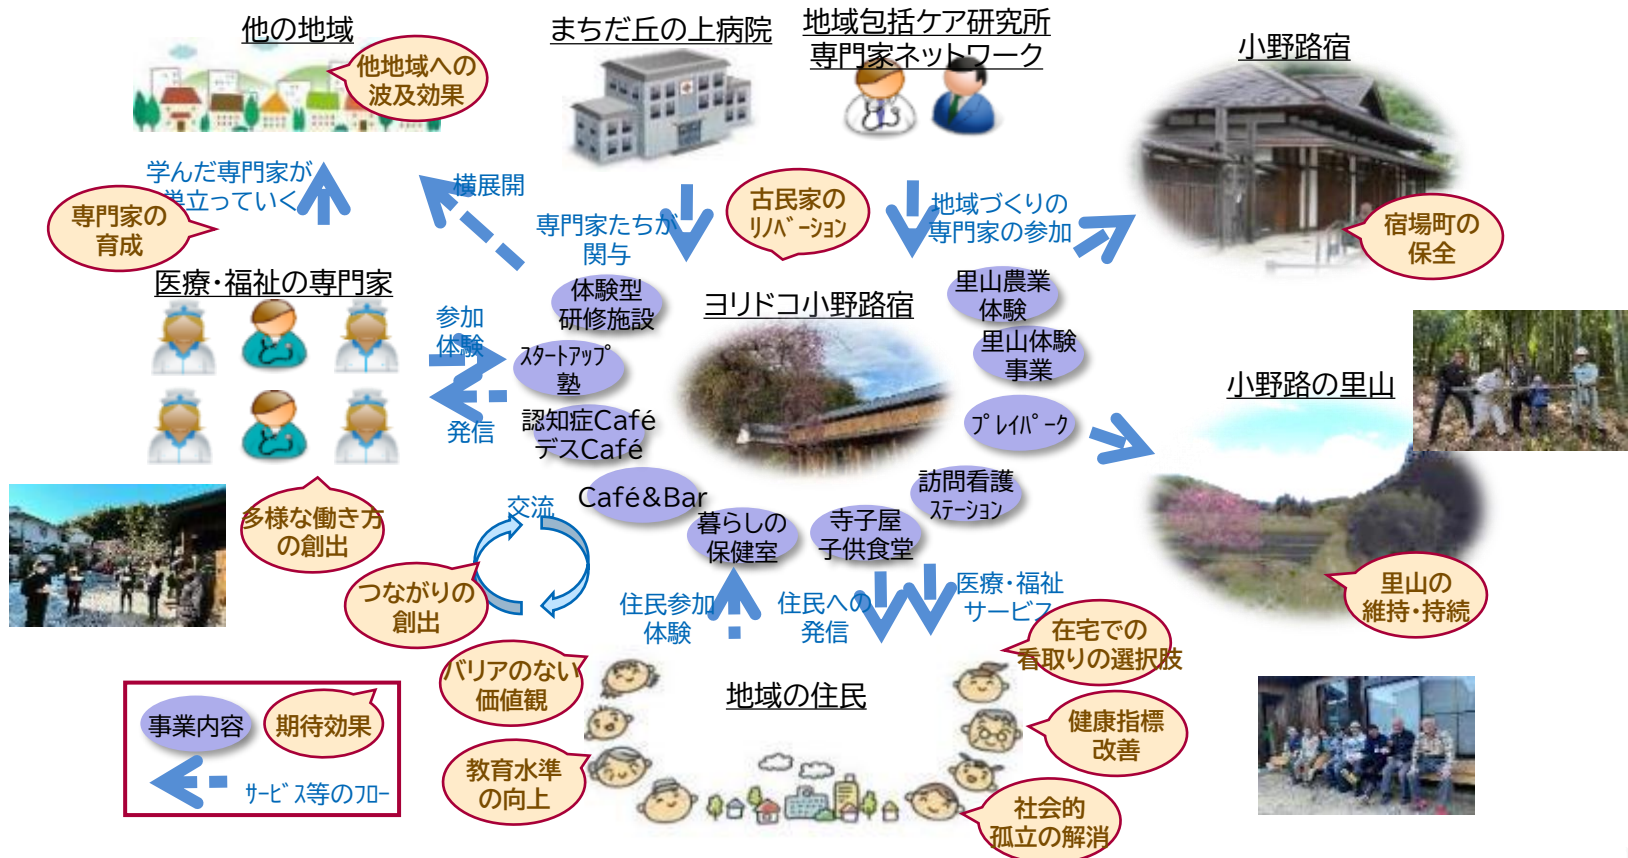 他の地域
他地域への
波及効果
まちだ丘の上病院
地域包括ケア研究所
専門家ネットワーク
小野路宿
宿場町の
保全
学んだ専門家が
巣立っていく
専門家の
育成
横展開
専門家たちが
関与
古民家の
ﾘﾉﾍﾞｰｼｮﾝ
地域づくりの
専門家の参加
医療・福祉の専門家
参加
体験
発信
体験型
研修施設
ｽﾀｰﾄｱｯﾌﾟ
塾
認知症Café
デスCafé
Café&Bar
暮らしの
保健室
寺子屋
子供食堂
訪問看護
ｽﾃｰｼｮﾝ
ﾌﾟﾚｲﾊﾟｰｸ
里山体験
事業
里山農業
体験
ヨリドコ小野路宿
小野路の里山
里山の
維持・持続
多様な働き方
の創出
交流
つながりの
創出
住民参加
体験
住民への
発信
医療・福祉
サービス
在宅での
看取りの選択肢
バリアのない
価値観
地域の住民
健康指標
改善
教育水準
の向上
社会的
孤立の解消
事業内容
期待効果
ｻｰﾋﾞｽ等のﾌﾛｰ